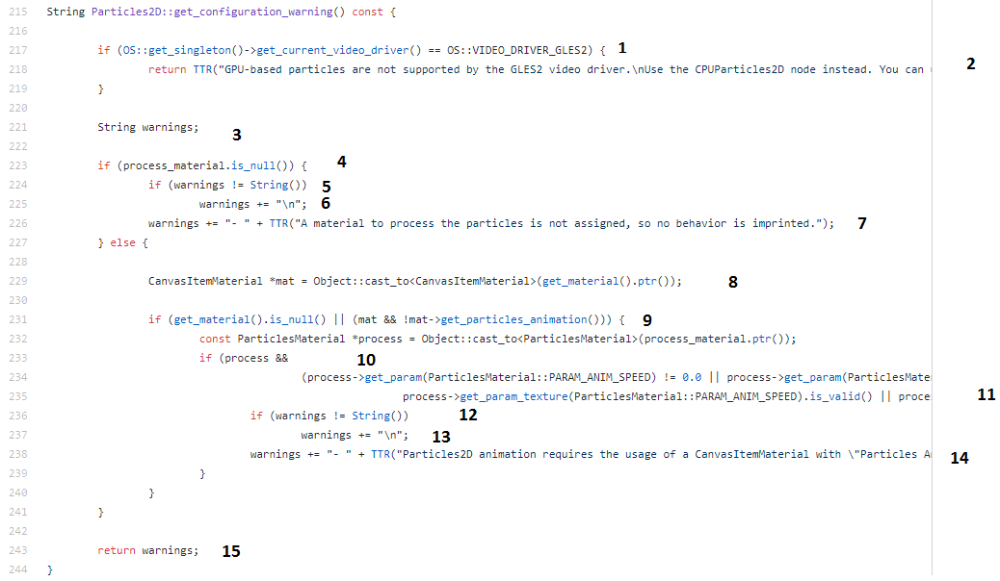 215 String Particles2D::get_configuration_warning() const {
216
217 if (OS::get_singleton()->get_current_video_driver() == OS::VIDEO_DRIVER_GLES2) { 1
218 return TTR("GPU-based particles are not supported by the GLES2 video driver.\nUse the CPUParticles2D node instead. You can 2
219 }
220
221 String warnings;
222 3
223 if (process_material.is_null()) { 4
224 if (warnings != String()) 5
225 warnings += "\n"; 6
226 warnings += "- " + TTR("A material to process the particles is not assigned, so no behavior is imprinted."); 7
227 } else {
228
229 CanvasItemMaterial *mat = Object::cast_to<CanvasItemMaterial>(get_material().ptr()); 8
230
231 if (get_material().is_null() || (mat && !mat->get_particles_animation())) { 9
232 const ParticlesMaterial *process = Object::cast_to<ParticlesMaterial>(process_material.ptr());
233 if (process && 10
234 (process->get_param(ParticlesMaterial::PARAM_ANIM_SPEED) != 0.0 || process->get_param(ParticlesMate
235 process->get_param_texture(ParticlesMaterial::PARAM_ANIM_SPEED).is_valid() || proce 11
236 if (warnings != String()) 12
237 warnings += "\n"; 13
238 warnings += "- " + TTR("Particles2D animation requires the usage of a CanvasItemMaterial with \"Particles A 14
239 }
240 }
241 }
242
243 return warnings; 15
244 }